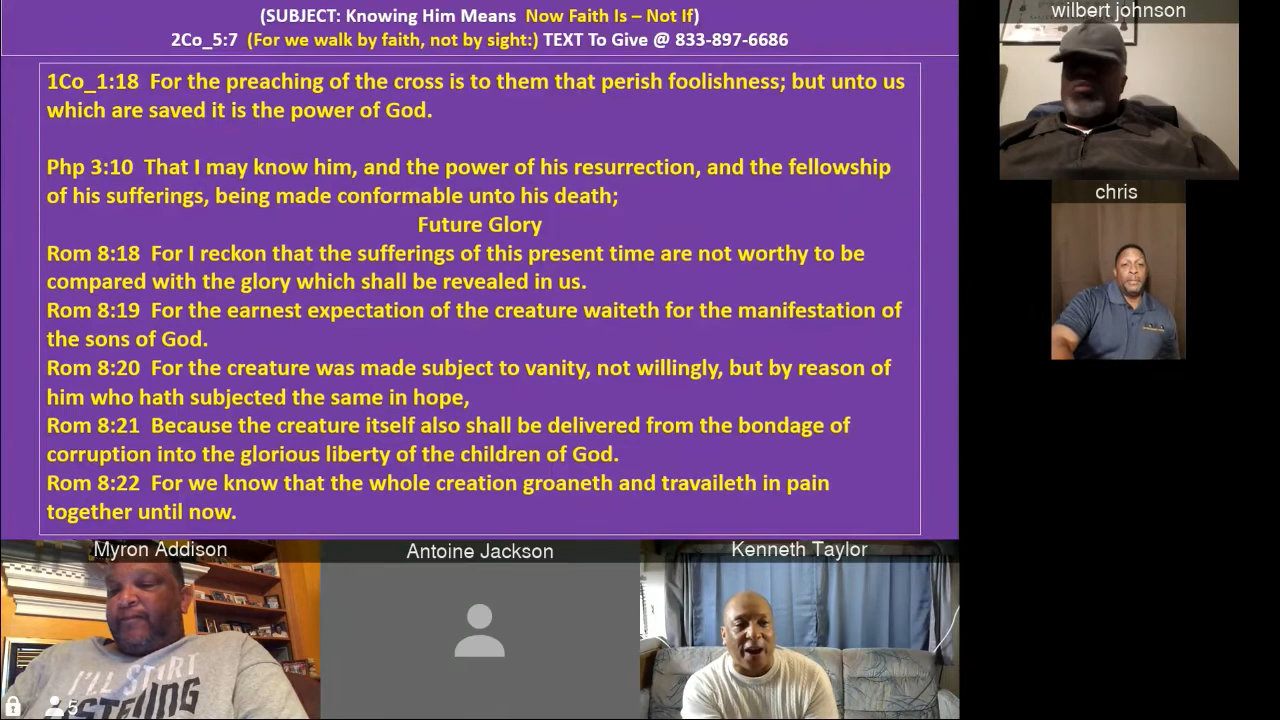 (SUBJECT: Knowing Him Means Now Faith Is – Not If)
2Co_5:7 (For we walk by faith, not by sight:) TEXT To Give @ 833-897-6686
1Co_1:18 For the preaching of the cross is to them that perish foolishness; but unto us
which are saved it is the power of God.
Php 3:10 That I may know him, and the power of his resurrection, and the fellowship
of his sufferings, being made conformable unto his death;
Future Glory
Rom 8:18 For I reckon that the sufferings of this present time are not worthy to be
compared with the glory which shall be revealed in us.
Rom 8:19 For the earnest expectation of the creature waiteth for the manifestation of
the sons of God.
Rom 8:20 For the creature was made subject to vanity, not willingly, but by reason of
him who hath subjected the same in hope,
Rom 8:21 Because the creature itself also shall be delivered from the bondage of
corruption into the glorious liberty of the children of God.
Rom 8:22 For we know that the whole creation groaneth and travaileth in pain
together until now.
wilbert johnson
chris
Myron Addison
Antoine Jackson
Kenneth Taylor
I'LL START
5